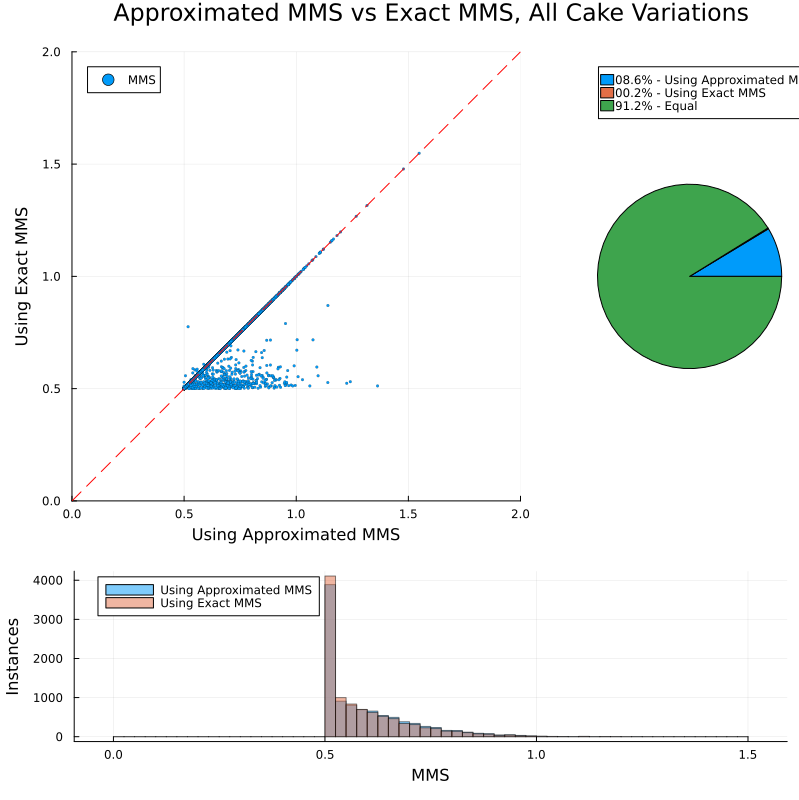 Approximated MMS vs Exact MMS, All Cake Variations
2.0
1.5
1.0
0.5
0.0
Using Exact MMS
MMS
0.0 0.5 1.0 1.5 2.0
Using Approximated MMS
08.6% - Using Approximated M
00.2% - Using Exact MMS
91.2% - Equal
4000
3000
2000
1000
0
Instances
Using Approximated MMS
Using Exact MMS
0.0 0.5 1.0 1.5
MMS